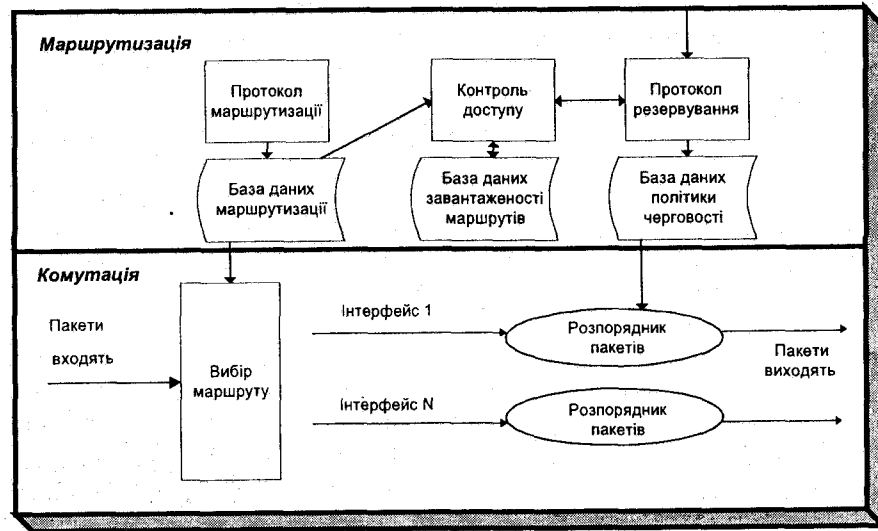 Маршрутизація
Протокол
маршрутизації
Контроль
доступу
Протокол
резервування
База даних
маршрутизації
База даних
завантаженості
маршрутів
База даних
політики
черговості
Комутація
Пакети
входять
Вибір
маршруту
Інтерфейс 1
Розпорядник
пакетів
Пакети
виходять
Інтерфейс N
Розпорядник
пакетів